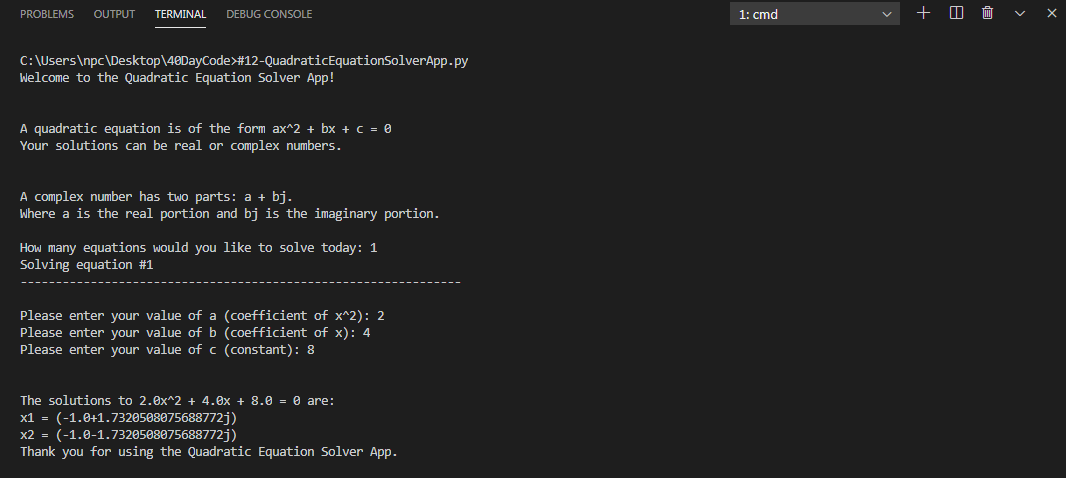 PROBLEMS OUTPUT TERMINAL DEBUG CONSOLE 1: cmd
C:\Users\npc\Desktop\40DayCode>#12-QuadraticEquationSolverApp.py
Welcome to the Quadratic Equation Solver App!
A quadratic equation is of the form ax^2 + bx + c = 0
Your solutions can be real or complex numbers.
A complex number has two parts: a + bj.
Where a is the real portion and bj is the imaginary portion.
How many equations would you like to solve today: 1
Solving equation #1
---------------------------------------------------------------
Please enter your value of a (coefficient of x^2): 2
Please enter your value of b (coefficient of x): 4
Please enter your value of c (constant): 8
The solutions to 2.0x^2 + 4.0x + 8.0 = 0 are:
x1 = (-1.0+1.7320508075688772j)
x2 = (-1.0-1.7320508075688772j)
Thank you for using the Quadratic Equation Solver App.